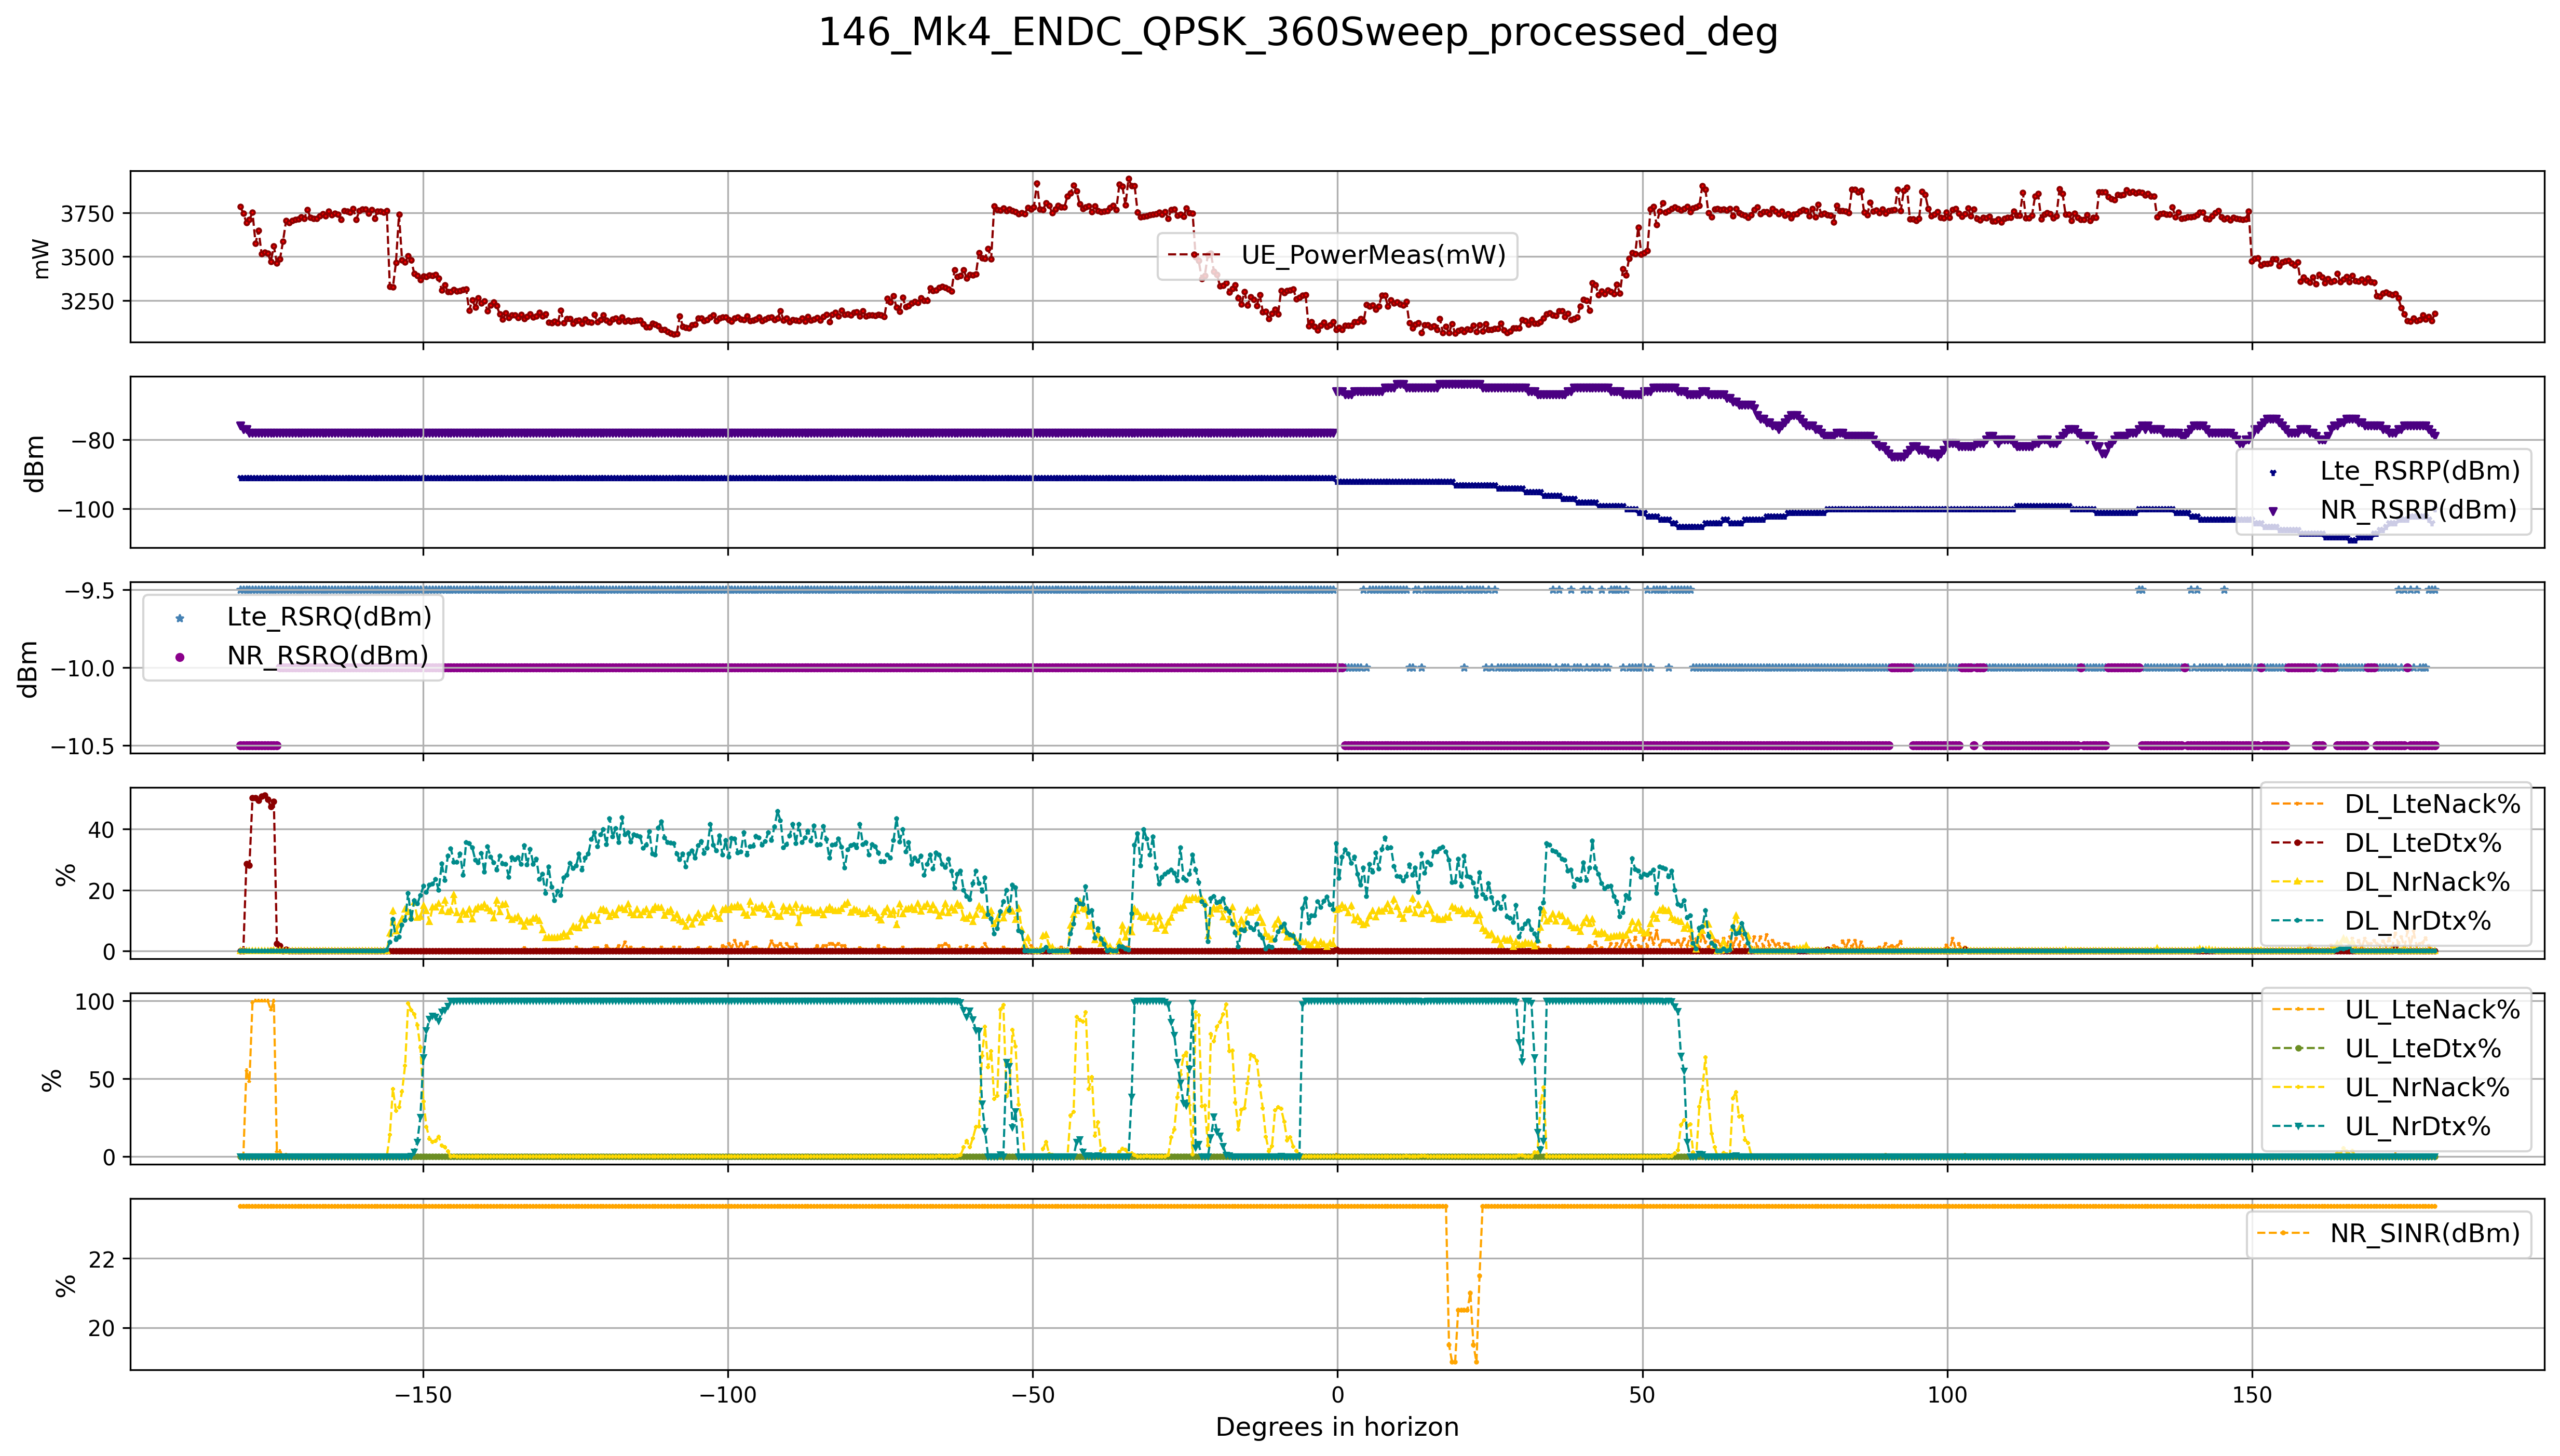 146_Mk4_ENDC_QPSK_360Sweep_processed_deg
3750
3500
3250
mW
UE_PowerMeas(mW)
−80
−100
dBm
Lte_RSRP(dBm)
NR_RSRP(dBm)
−9.5
−10.0
−10.5
dBm
Lte_RSRQ(dBm)
NR_RSRQ(dBm)
40
20
0
%
DL_LteNack%
DL_LteDtx%
DL_NrNack%
DL_NrDtx%
100
50
0
%
UL_LteNack%
UL_LteDtx%
UL_NrNack%
UL_NrDtx%
22
20
%
NR_SINR(dBm)
−150 −100 −50 0 50 100 150
Degrees in horizon